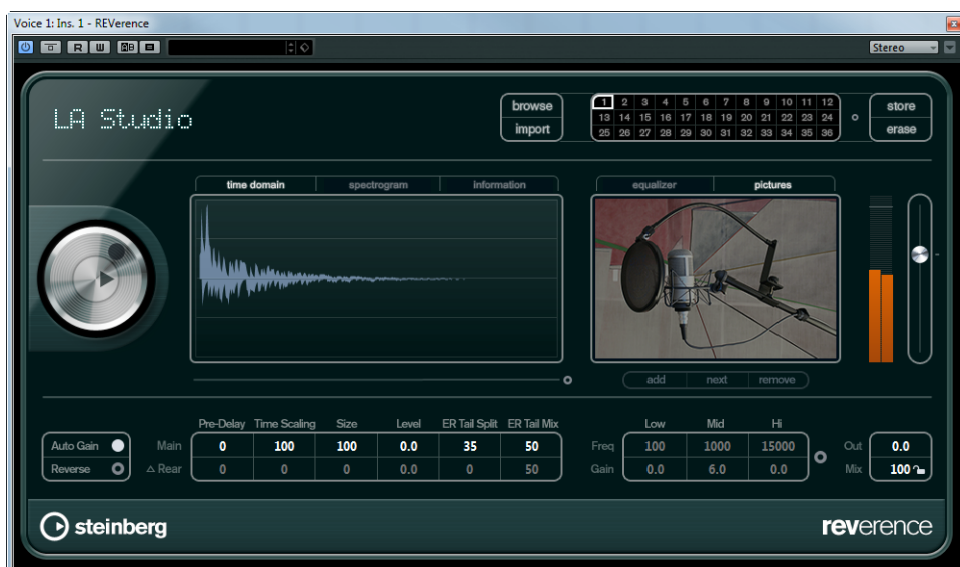 Voice 1: Ins. 1 - REVerence
R W AB Stereo
LA Studio
browse
import
1 2 3 4 5 6 7 8 9 10 11 12
13 14 15 16 17 18 19 20 21 22 23 24
25 26 27 28 29 30 31 32 33 34 35 36
store
erase
time domain spectrogram information
equalizer pictures
add next remove
Pre-Delay Time Scaling Size Level ER Tail Split ER Tail Mix
Low Mid Hi
Auto Gain Main 0 100 100 0.0 35 50 Freq 100 1000 15000 Out 0.0
Reverse △ Rear 0 0 0 0.0 0 50 Gain 0.0 6.0 0.0 Mix 100
steinberg
reverence